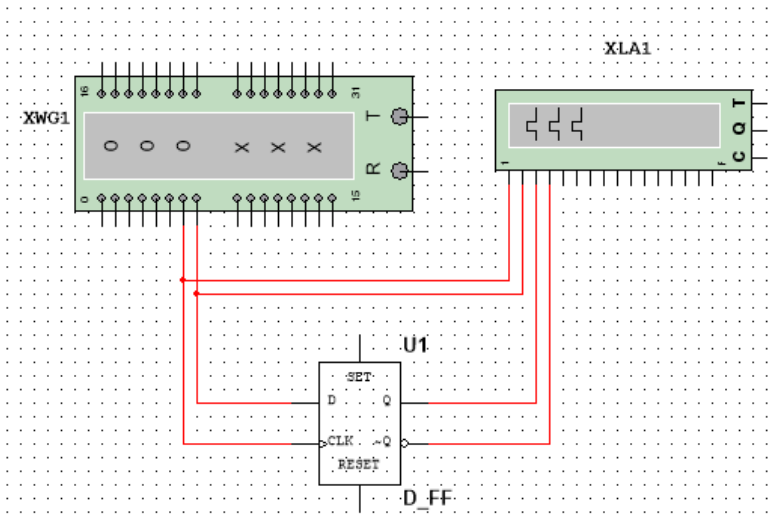 XLA1
16
31
XWG1
T
O O O X X X
R
0
15
T
Q
C
1
F
U1
SET
D Q
CLK ~Q
RESET
D_FF